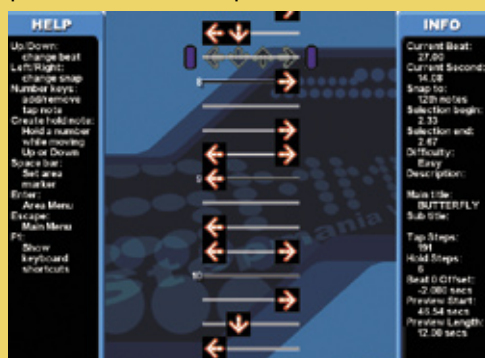 HELP
Up/Down:
change beat
Left/Right:
change snap
Number keys:
add/remove
tap note
Create hold note:
Hold a number
while moving
Up or Down
Space bar:
Set area
marker
Enter:
Area Menu
Escape:
Main Menu
F1:
Show
keyboard
shortcuts
8
9
10
INFO
Current Beat:
27.00
Current Second:
14.08
Snap to:
12th notes
Selection begin:
2.33
Selection end:
2.67
Difficulty:
Easy
Description:
Main title:
BUTTERFLY
Sub title:
Tap Steps:
191
Hold Steps:
6
Beat 0 Offset:
-2.000 secs
Preview Start:
46.54 secs
Preview Length:
12.00 secs